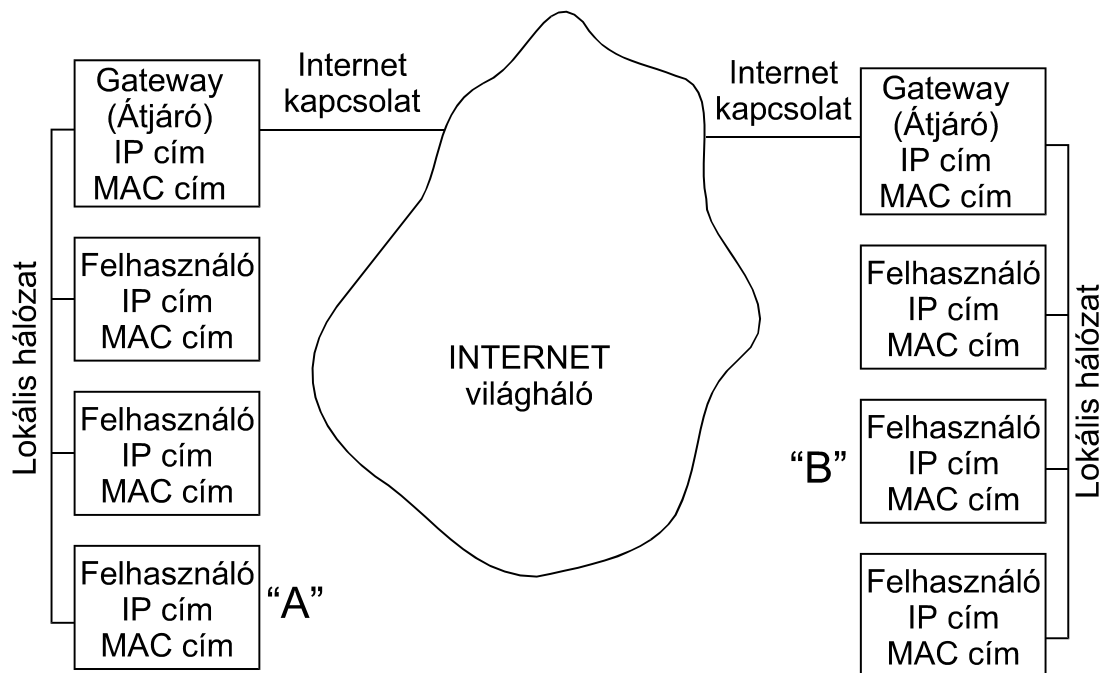 Gateway
(Átjáró)
IP cím
MAC cím
Internet
kapcsolat
Internet
kapcsolat
Gateway
(Átjáró)
IP cím
MAC cím
Lokális hálózat
Felhasználó
IP cím
MAC cím
Felhasználó
IP cím
MAC cím
Felhasználó
IP cím
MAC cím
“A”
INTERNET
világháló
Felhasználó
IP cím
MAC cím
“B”
Felhasználó
IP cím
MAC cím
Felhasználó
IP cím
MAC cím
Lokális hálózat